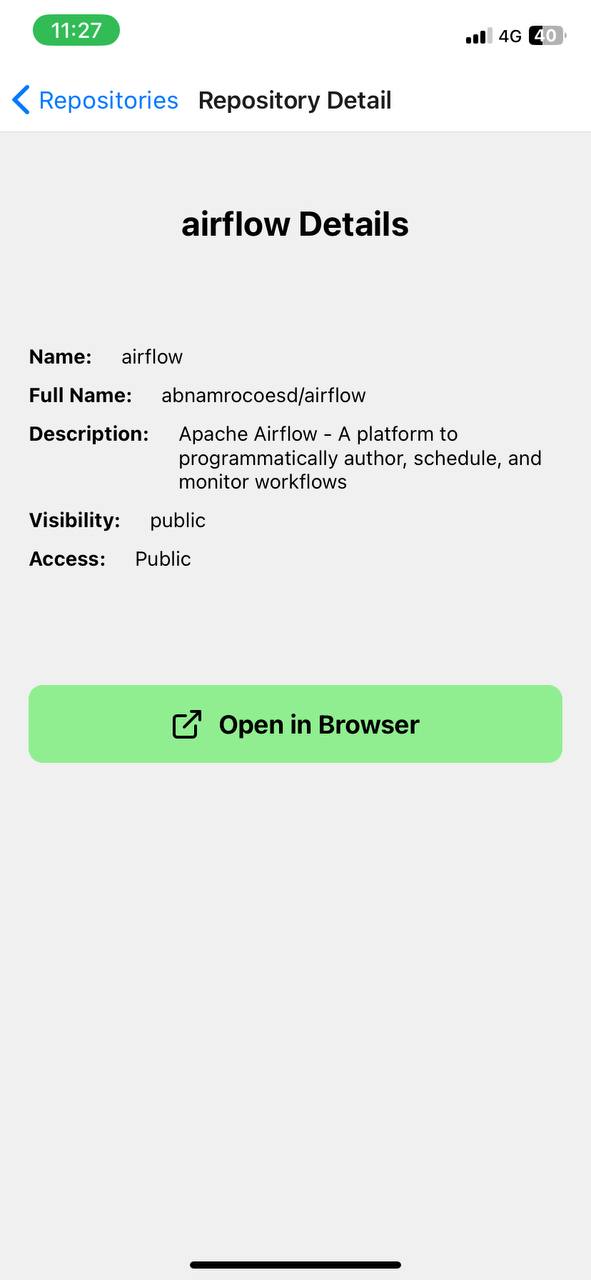 11:27
4G 40
Repositories Repository Detail
airflow Details
Name: airflow
Full Name: abnamrocoesd/airflow
Description: Apache Airflow - A platform to
programmatically author, schedule, and
monitor workflows
Visibility: public
Access: Public
Open in Browser